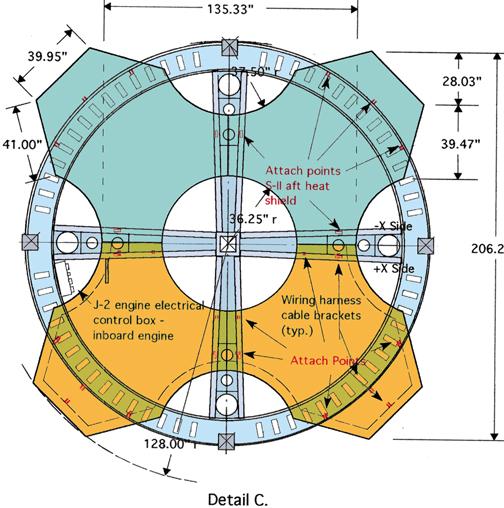 135.33"
39.95"
37.50" r
28.03"
41.00"
39.47"
Attach points
S-II aft heat
shield
36.25" r
-X Side
206.2
+X Side
J-2 engine electrical
control box -
inboard engine
Wiring harness
cable brackets
(typ.)
Attach Points
128.00" r
Detail C.